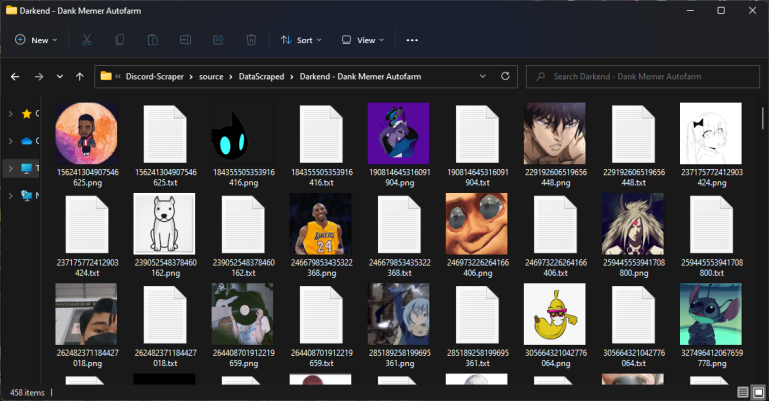 Darkend - Dank Memer Autofarm
New Sort View
Discord-Scraper source DataScraped Darkend - Dank Memer Autofarm Search Darkend - Dank Memer Autofarm
156241304907546625.png 156241304907546625.txt 184355505353916416.png 184355505353916416.txt 190814645316091904.png 190814645316091904.txt 229192606519656448.png 229192606519656448.txt 237175772412903424.png
237175772412903424.txt 239052548378460162.png 239052548378460162.txt 246679853435322368.png 246679853435322368.txt 246973226264166406.png 246973226264166406.txt 259445553941708800.png 259445553941708800.txt
262482371184427018.png 262482371184427018.txt 264408701912219659.png 264408701912219659.txt 285189258199695361.png 285189258199695361.txt 305664321042776064.png 305664321042776064.txt 327496412067659778.png
458 items